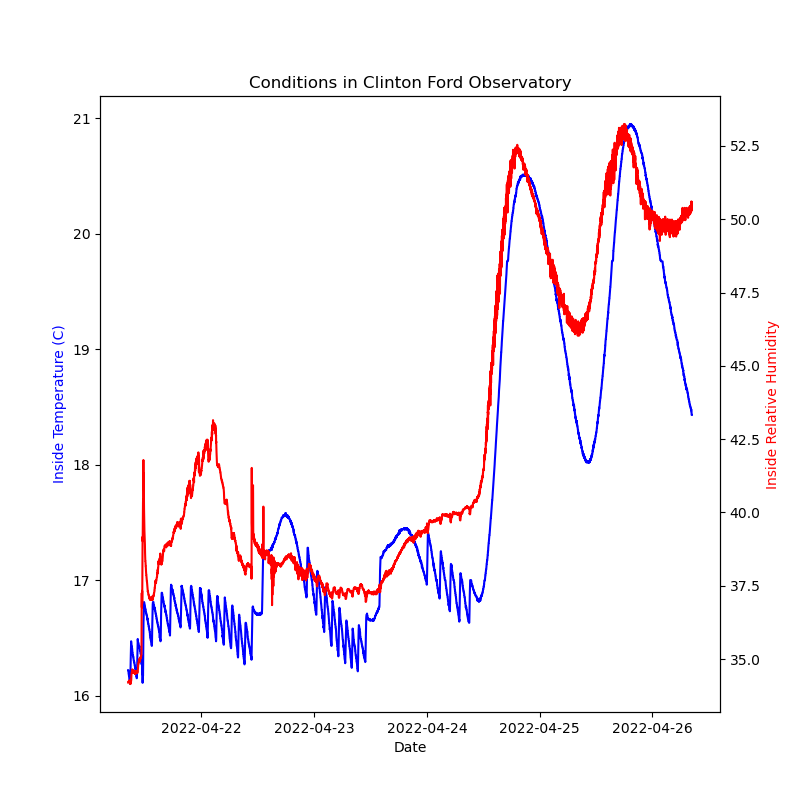 Conditions in Clinton Ford Observatory
21
20
19
18
17
16
Inside Temperature (C)
52.5
50.0
47.5
45.0
42.5
40.0
37.5
35.0
Inside Relative Humidity
2022-04-22 2022-04-23 2022-04-24 2022-04-25 2022-04-26
Date